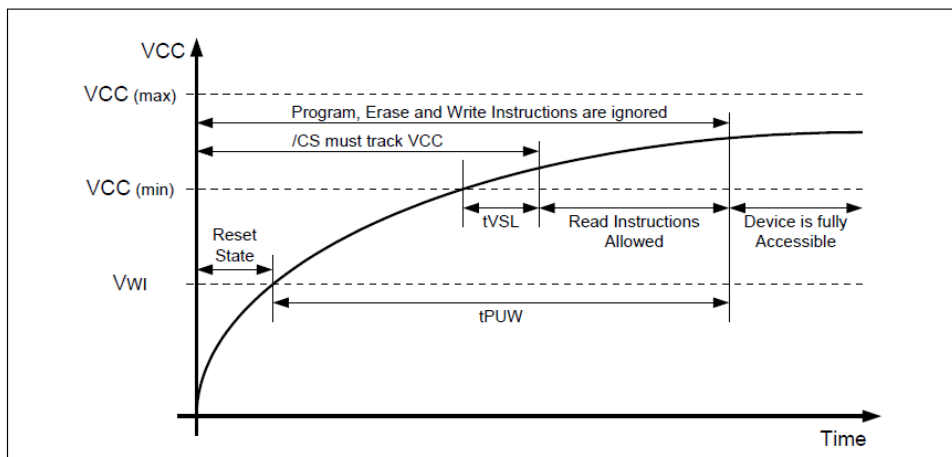 VCC
VCC (max)
Program, Erase and Write Instructions are ignored
/CS must track VCC
VCC (min)
tVSL
Read Instructions
Allowed
Device is fully
Accessible
Reset
State
VWI
tPUW
Time